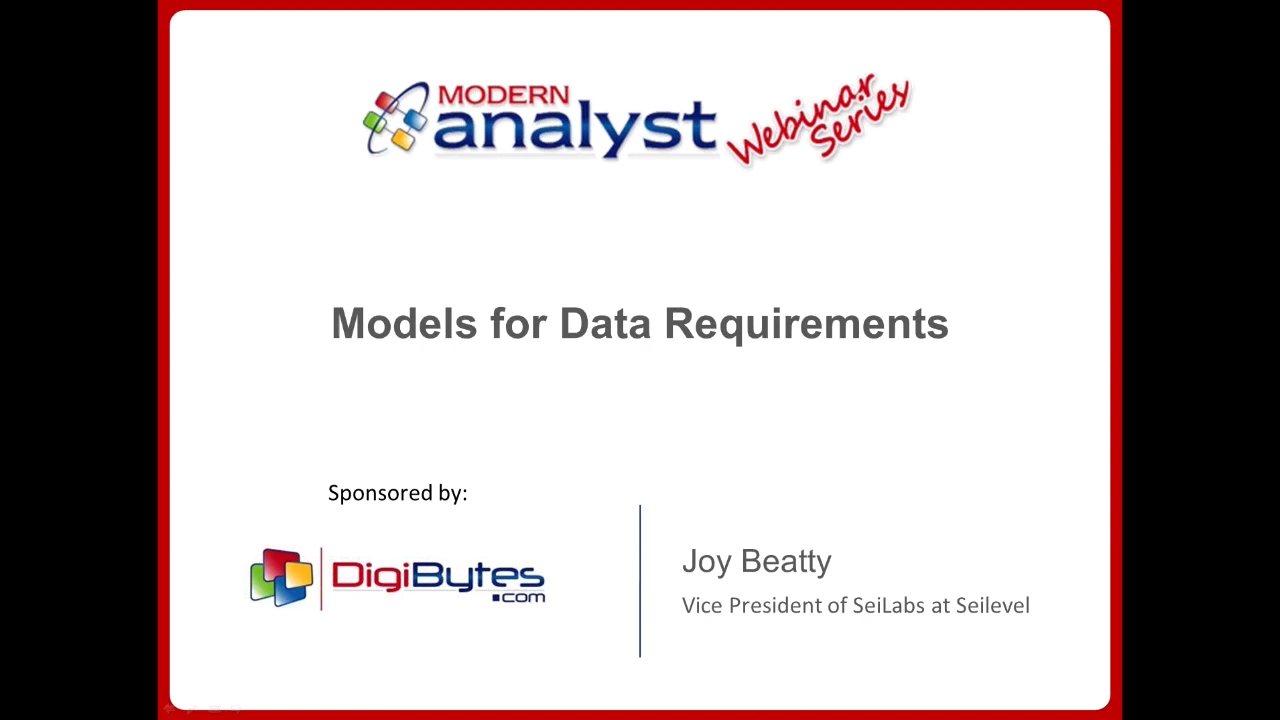 MODERN
analyst
Webinar
Series
Models for Data Requirements
Sponsored by:
DigiBytes
.com
Joy Beatty
Vice President of SeiLabs at Seilevel